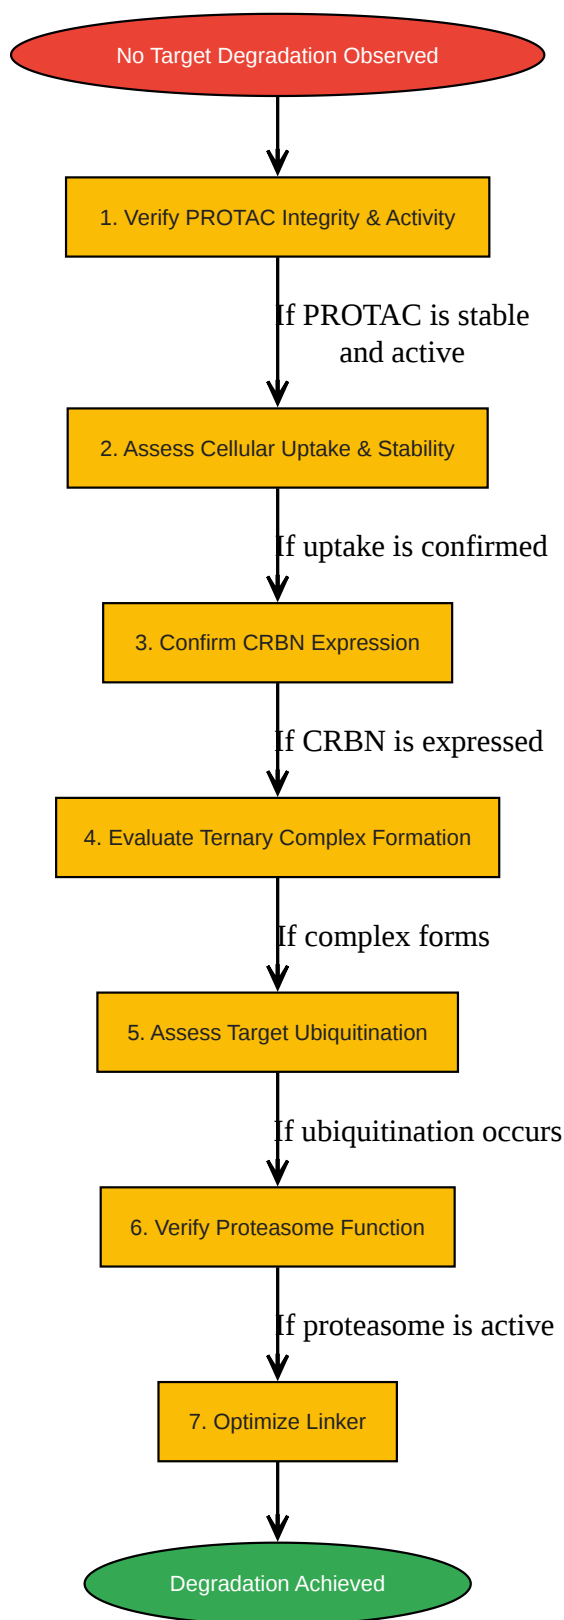 No Target Degradation Observed
1. Verify PROTAC Integrity & Activity
If PROTAC is stable
and active
2. Assess Cellular Uptake & Stability
If uptake is confirmed
3. Confirm CRBN Expression
If CRBN is expressed
4. Evaluate Ternary Complex Formation
If complex forms
5. Assess Target Ubiquitination
If ubiquitination occurs
6. Verify Proteasome Function
If proteasome is active
7. Optimize Linker
Degradation Achieved